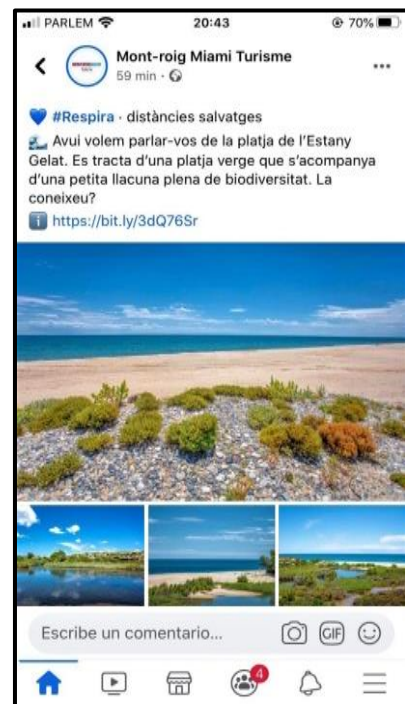 PARLEM 20:43 70%
Mont-roig Miami Turisme
59 min ·
#Respira · distàncies salvatges
Avui volem parlar-vos de la platja de l'Estany
Gelat. Es tracta d'una platja verge que s'acompanya
d'una petita llacuna plena de biodiversitat. La
coneixeu?
https://bit.ly/3dQ76Sr
Escribe un comentario...
GIF
4